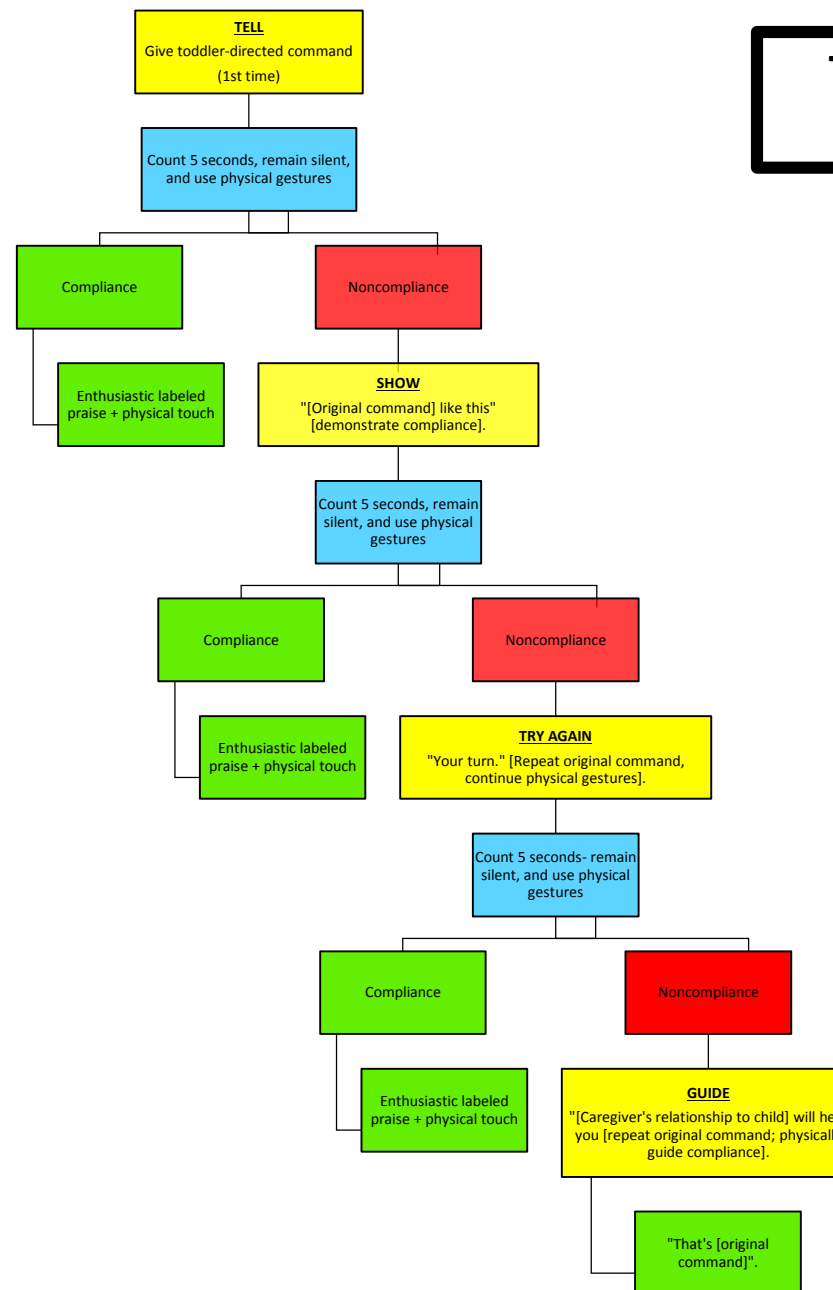 TELL
Give toddler-directed command
(1st time)
Count 5 seconds, remain silent,
and use physical gestures
Compliance
Noncompliance
Enthusiastic labeled
praise + physical touch
SHOW
"[Original command] like this"
[demonstrate compliance].
Count 5 seconds, remain
silent, and use physical
gestures
Compliance
Noncompliance
Enthusiastic labeled
praise + physical touch
TRY AGAIN
"Your turn." [Repeat original command,
continue physical gestures].
Count 5 seconds- remain
silent, and use physical
gestures
Compliance
Noncompliance
Enthusiastic labeled
praise + physical touch
GUIDE
"[Caregiver's relationship to child] will
you [repeat original command;
guide compliance].
"That's [original
command]".